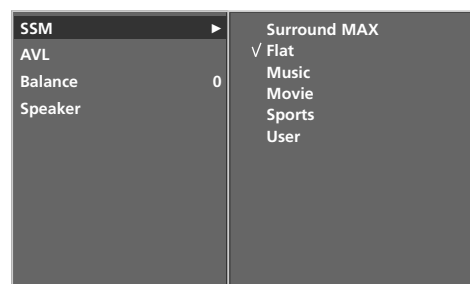 SSM ►
AVL
Balance 0
Speaker
Surround MAX
√ Flat
Music
Movie
Sports
User